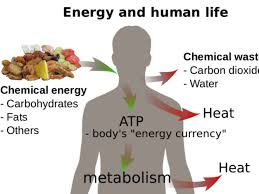 Energy and human life
Chemical energy
- Carbohydrates
- Fats
- Others
Chemical wast
- Carbon dioxide
- Water
Heat
ATP
- body's "energy currency"
Heat
metabolism